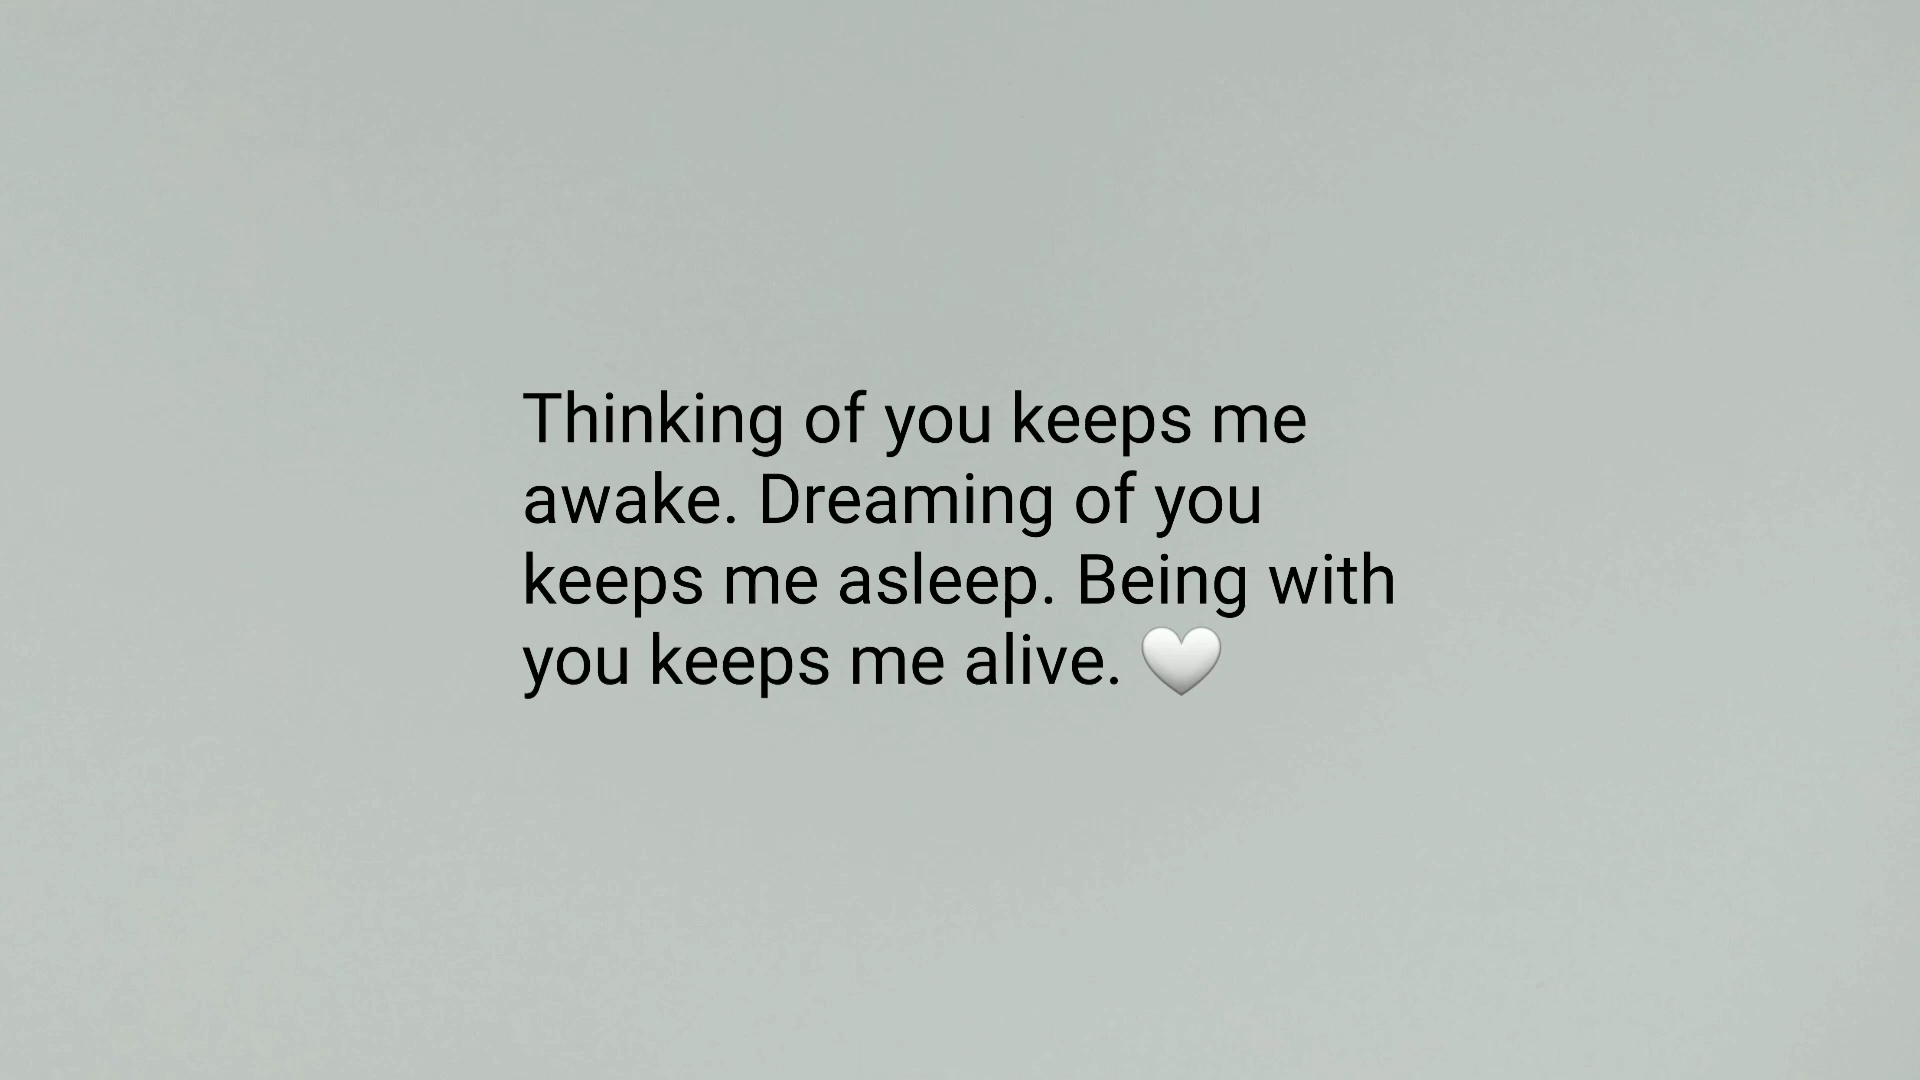 Thinking of you keeps me
awake. Dreaming of you
keeps me asleep. Being with
you keeps me alive. 🤍